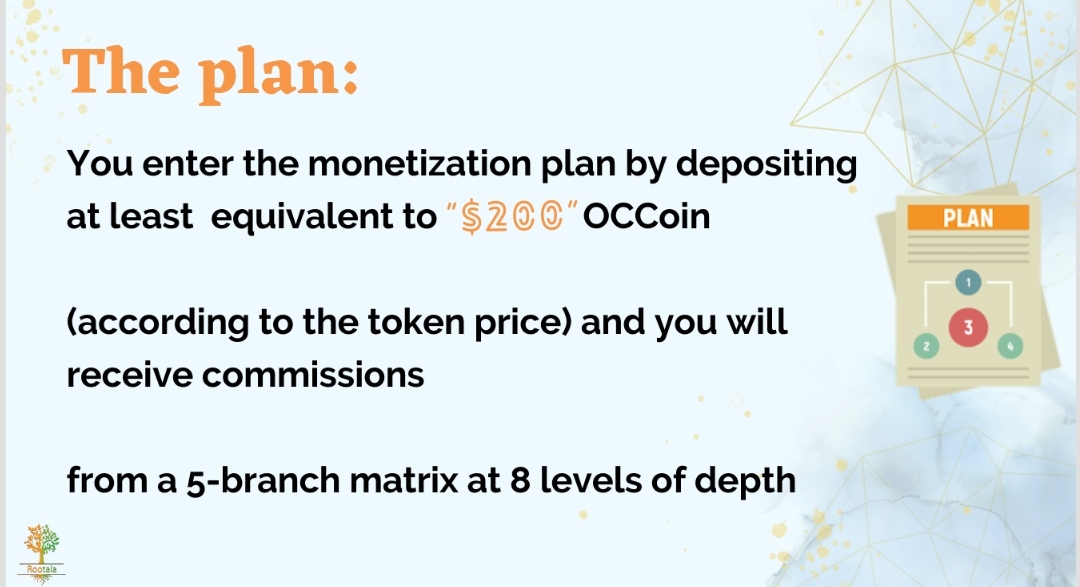 The plan:
You enter the monetization plan by depositing
at least equivalent to "$200" OCCoin
(according to the token price) and you will
receive commissions
from a 5-branch matrix at 8 levels of depth
PLAN
1
3
2
4
Rootala